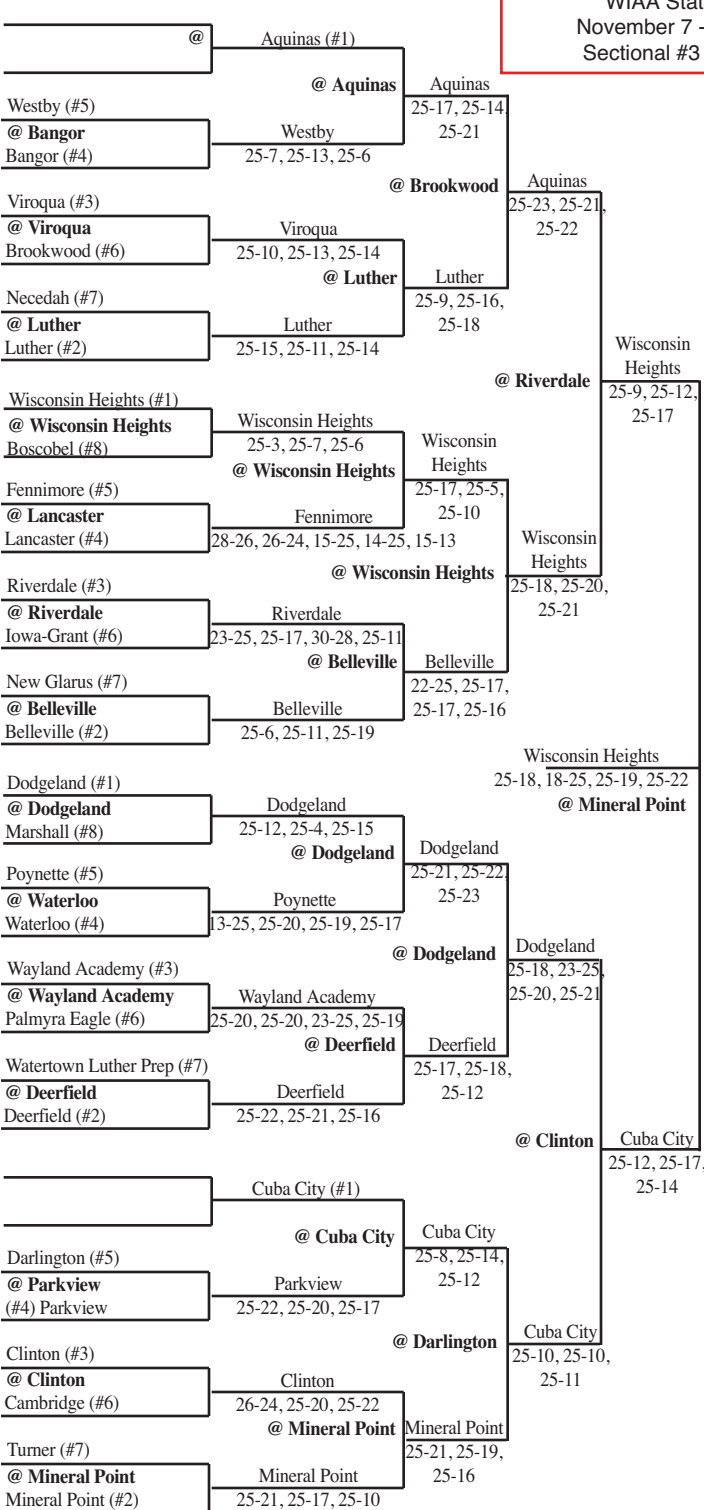 WIAA Stat
November 7 -
Sectional #3
@
Aquinas (#1)
@ Aquinas
Aquinas
25-17, 25-14,
25-21
Westby (#5)
@ Bangor
Bangor (#4)
Westby
25-7, 25-13, 25-6
@ Brookwood
Aquinas
25-23, 25-21,
25-22
Viroqua (#3)
@ Viroqua
Brookwood (#6)
Viroqua
25-10, 25-13, 25-14
@ Luther
Luther
25-9, 25-16,
25-18
Necedah (#7)
@ Luther
Luther (#2)
Luther
25-15, 25-11, 25-14
@ Riverdale
Wisconsin
Heights
25-9, 25-12,
25-17
Wisconsin Heights (#1)
@ Wisconsin Heights
Boscobel (#8)
Wisconsin Heights
25-3, 25-7, 25-6
@ Wisconsin Heights
Wisconsin
Heights
25-17, 25-5,
25-10
Fennimore (#5)
@ Lancaster
Lancaster (#4)
Fennimore
28-26, 26-24, 15-25, 14-25, 15-13
@ Wisconsin Heights
Wisconsin
Heights
25-18, 25-20,
25-21
Riverdale (#3)
@ Riverdale
Iowa-Grant (#6)
Riverdale
23-25, 25-17, 30-28, 25-11
@ Belleville
Belleville
22-25, 25-17,
25-17, 25-16
New Glarus (#7)
@ Belleville
Belleville (#2)
Belleville
25-6, 25-11, 25-19
Wisconsin Heights
25-18, 18-25, 25-19, 25-22
@ Mineral Point
Dodgeland (#1)
@ Dodgeland
Marshall (#8)
Dodgeland
25-12, 25-4, 25-15
@ Dodgeland
Dodgeland
25-21, 25-22,
25-23
Poynette (#5)
@ Waterloo
Waterloo (#4)
Poynette
13-25, 25-20, 25-19, 25-17
@ Dodgeland
Dodgeland
25-18, 23-25,
25-20, 25-21
Wayland Academy (#3)
@ Wayland Academy
Palmyra Eagle (#6)
Wayland Academy
25-20, 25-20, 23-25, 25-19
@ Deerfield
Deerfield
25-17, 25-18,
25-12
Watertown Luther Prep (#7)
@ Deerfield
Deerfield (#2)
Deerfield
25-22, 25-21, 25-16
@ Clinton
Cuba City
25-12, 25-17,
25-14
Cuba City (#1)
@ Cuba City
Cuba City
25-8, 25-14,
25-12
Darlington (#5)
@ Parkview
(#4) Parkview
Parkview
25-22, 25-20, 25-17
@ Darlington
Cuba City
25-10, 25-10,
25-11
Clinton (#3)
@ Clinton
Cambridge (#6)
Clinton
26-24, 25-20, 25-22
@ Mineral Point
Mineral Point
25-21, 25-19,
25-16
Turner (#7)
@ Mineral Point
Mineral Point (#2)
Mineral Point
25-21, 25-17, 25-10